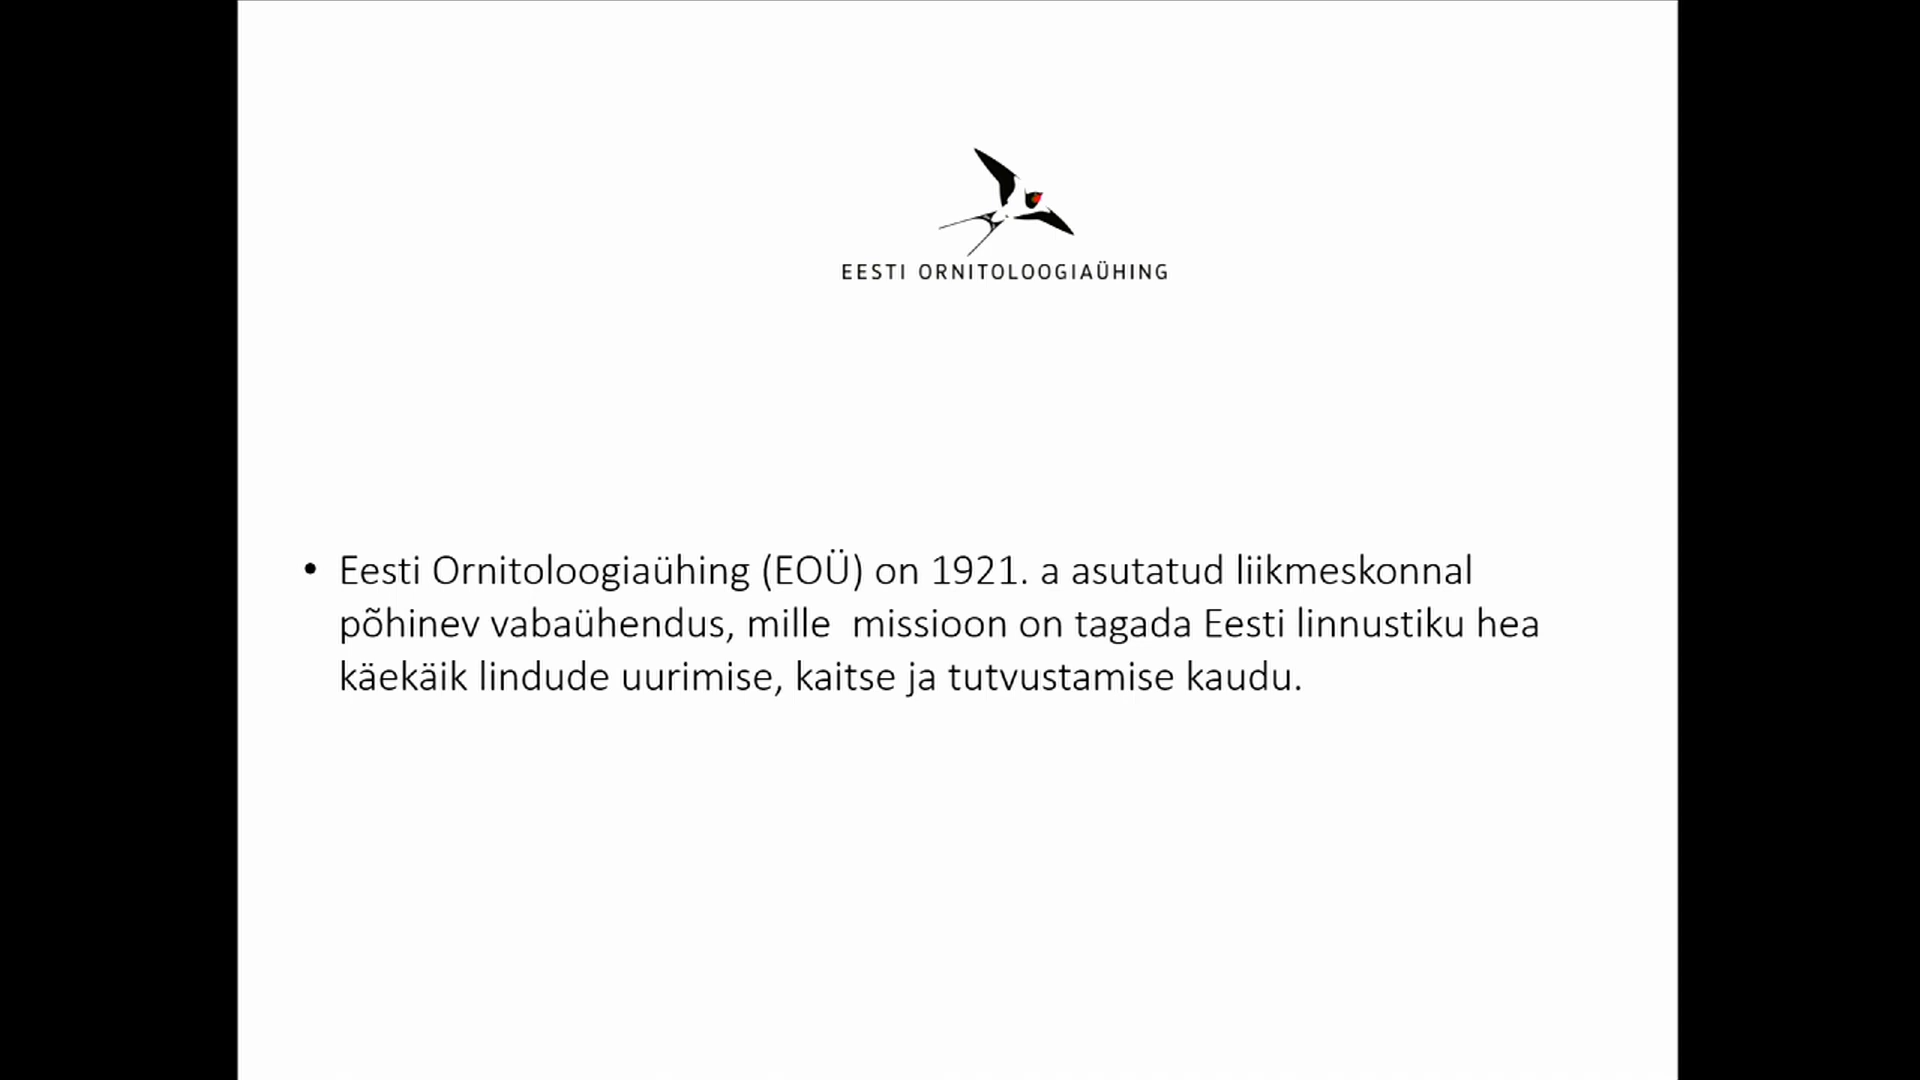 EESTI ORNITOLOOGIAÜHING
• Eesti Ornitoloogiaühing (EOÜ) on 1921. a asutatud liikmeskonnal
põhinev vabaühendus, mille  missioon on tagada Eesti linnustiku hea
käekäik lindude uurimise, kaitse ja tutvustamise kaudu.